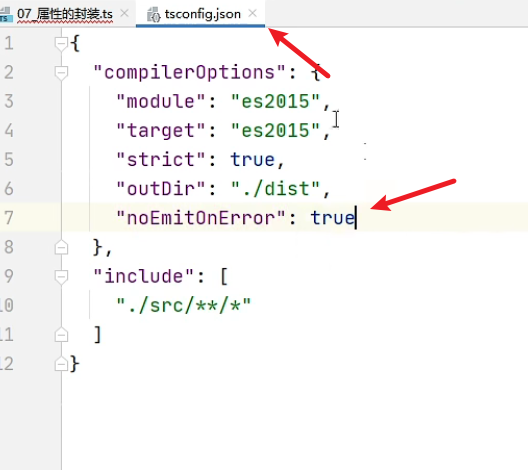 07_属性的封装.ts tsconfig.json
1 {
2 "compilerOptions": {
3 "module": "es2015",
4 "target": "es2015",
5 "strict": true,
6 "outDir": "./dist",
7 "noEmitOnError": true
8 },
9 "include": [
10 "./src/**/*"
11 ]
12 }